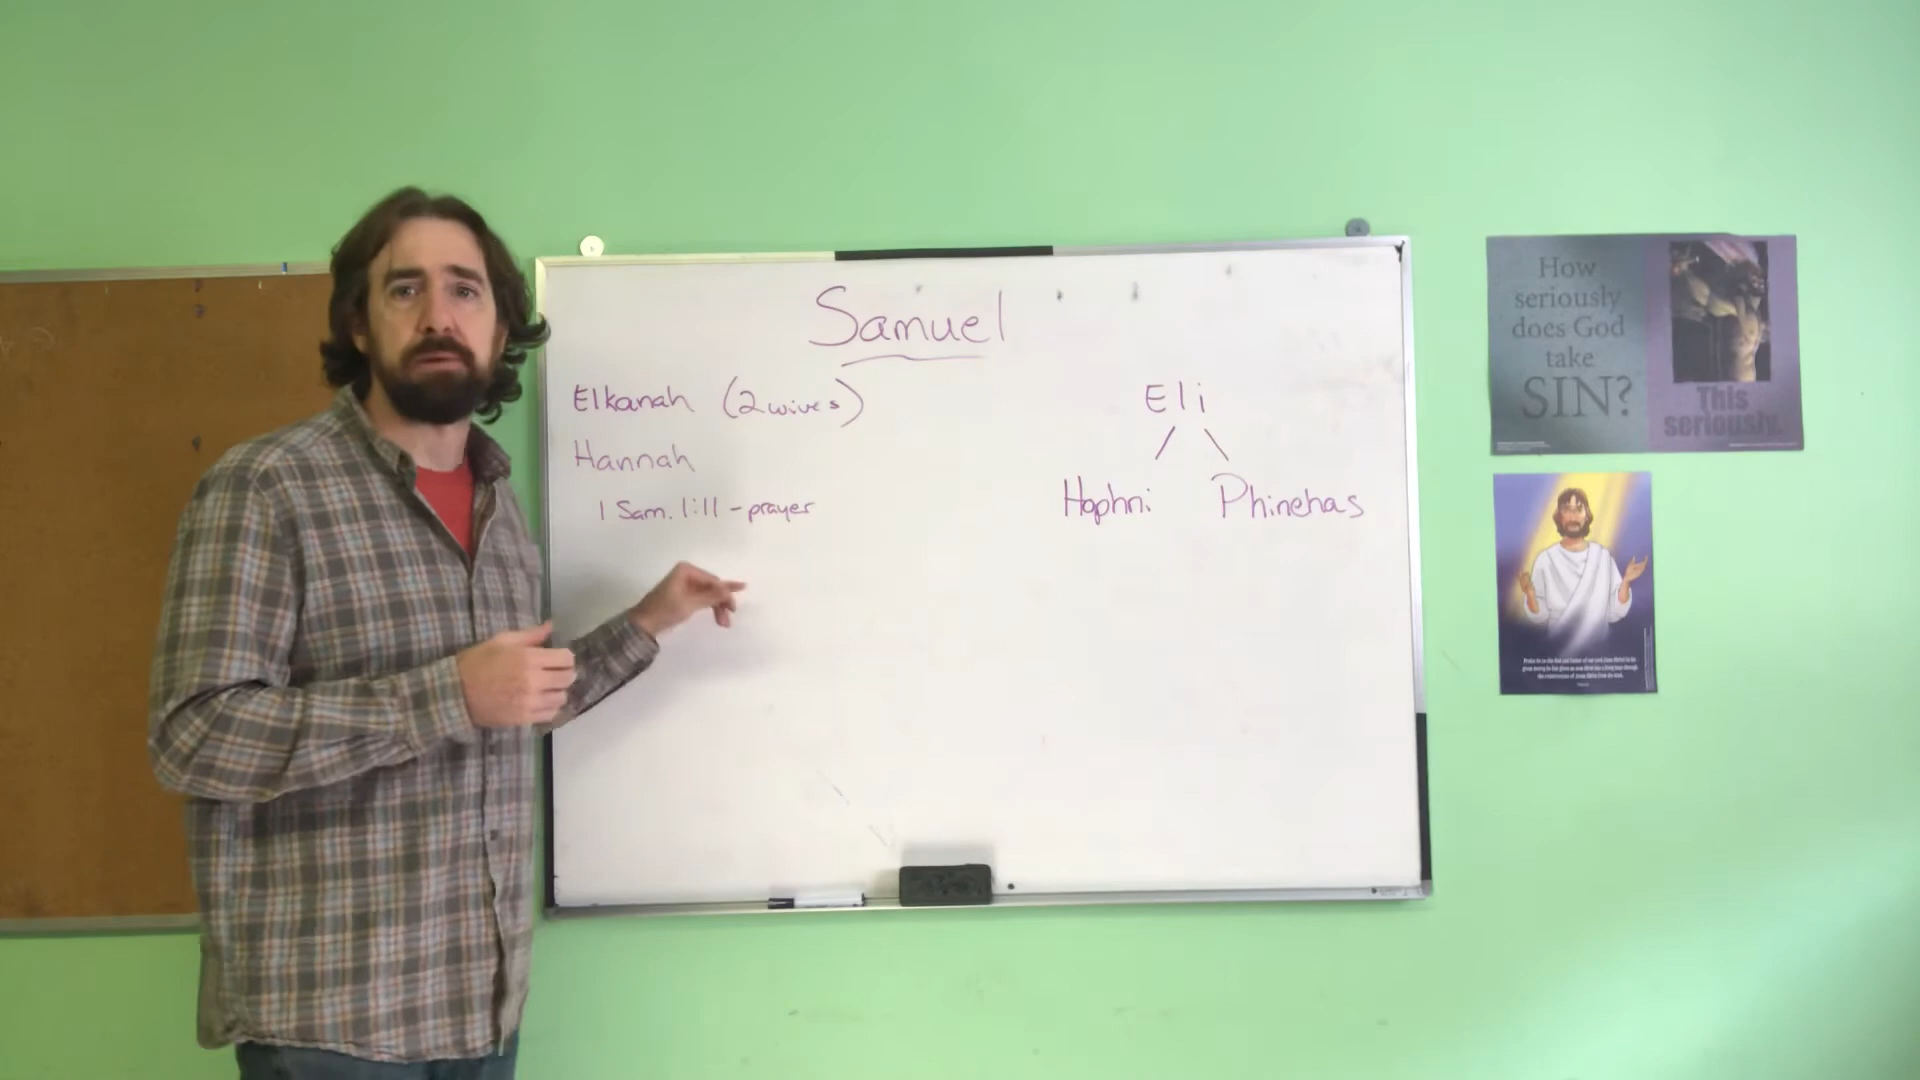 Samuel
Elkanah (2 wives)
Hannah
1 Sam. 1:11 - prayer
Eli
Hophni Phinehas
How
seriously
does God
take
SIN?
This
seriously.